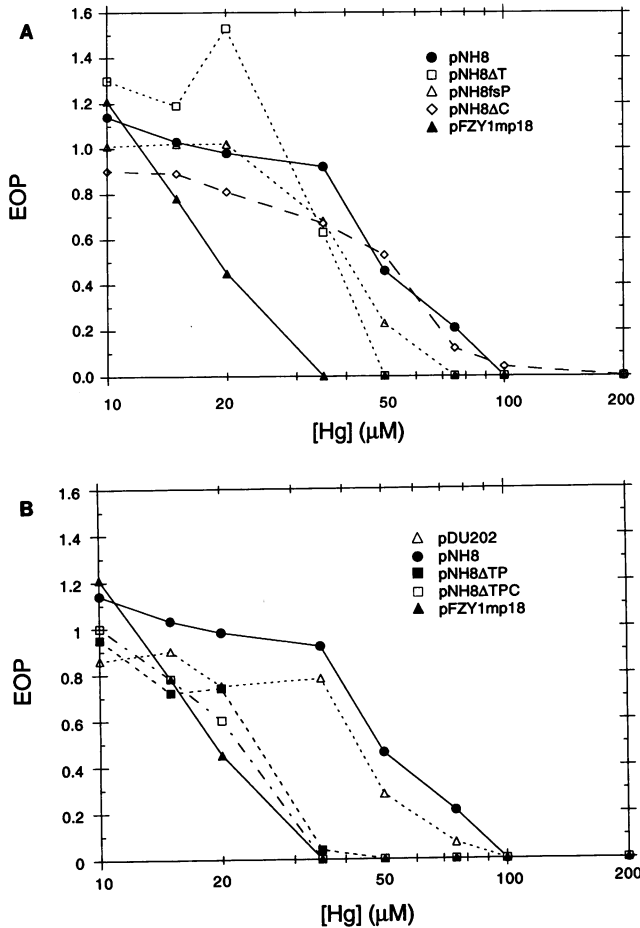 A
1.6
1.4
1.2
1.0
0.8
0.6
0.4
0.2
0.0
EOP
pNH8
pNH8ΔT
pNH8fsP
pNH8ΔC
pFZY1mp18
10 20 50 100 200
[Hg] (μM)
B
1.6
1.4
1.2
1
0.8
0.6
0.4
0.2
0
EOP
pDU202
pNH8
pNH8ΔTP
pNH8ΔTPC
pFZY1mp18
10 20 50 100 200
[Hg] (μM)